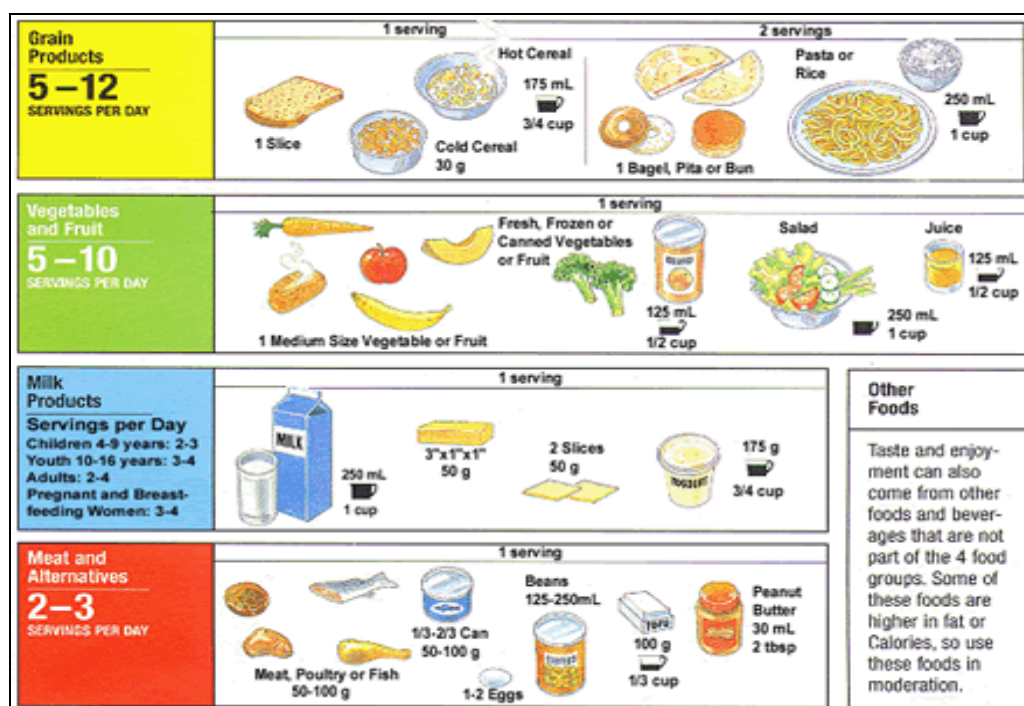 Grain
Products
5–12
SERVINGS PER DAY
1 serving
2 servings
1 Slice
Hot Cereal
175 mL
3/4 cup
Cold Cereal
30 g
1 Bagel, Pita or Bun
Pasta or
Rice
250 mL
1 cup
Vegetables
and Fruit
5–10
SERVINGS PER DAY
1 serving
1 Medium Size Vegetable or Fruit
Fresh, Frozen or
Canned Vegetables
or Fruit
125 mL
1/2 cup
Salad
250 mL
1 cup
Juice
125 mL
1/2 cup
Milk
Products
Servings per Day
Children 4-9 years: 2-3
Youth 10-16 years: 3-4
Adults: 2-4
Pregnant and Breast-
feeding Women: 3-4
1 serving
MILK
250 mL
1 cup
3"x1"x1"
50 g
2 Slices
50 g
YOGOURT
175 g
3/4 cup
Meat and
Alternatives
2–3
SERVINGS PER DAY
1 serving
Meat, Poultry or Fish
50-100 g
1/3-2/3 Can
50-100 g
1-2 Eggs
Beans
125-250mL
TOFU
100 g
1/3 cup
Peanut
Butter
30 mL
2 tbsp
Other
Foods
Taste and enjoy-
ment can also
come from other
foods and bever-
ages that are not
part of the 4 food
groups. Some of
these foods are
higher in fat or
Calories, so use
these foods in
moderation.